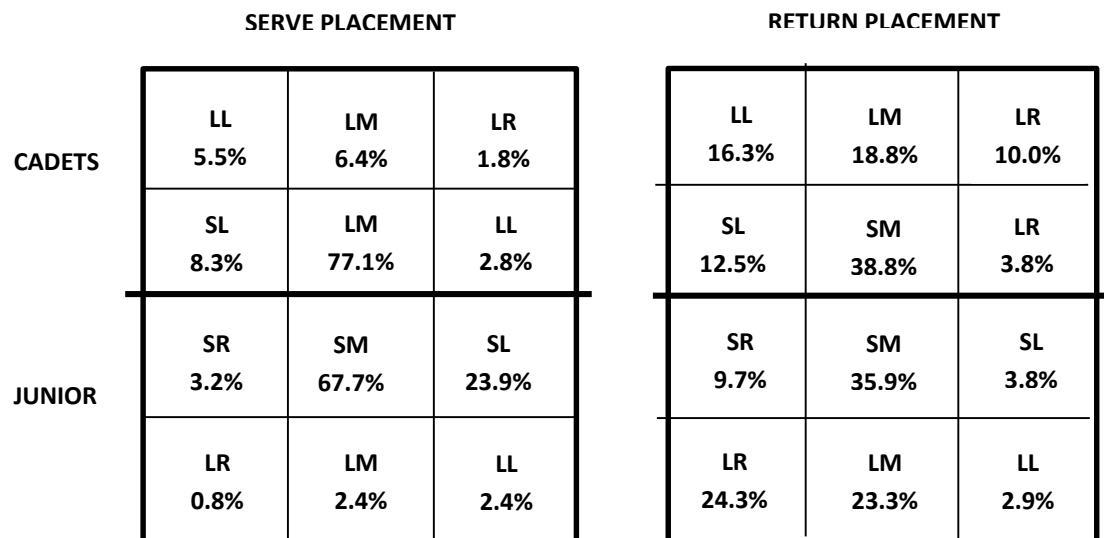 SERVE PLACEMENT RETURN PLACEMENT
LL LM LR LL LM LR
CADETS 5.5% 6.4% 1.8% 16.3% 18.8% 10.0%
SL LM LL SL SM LR
8.3% 77.1% 2.8% 12.5% 38.8% 3.8%
SR SM SL SR SM SL
JUNIOR 3.2% 67.7% 23.9% 9.7% 35.9% 3.8%
LR LM LL LR LM LL
0.8% 2.4% 2.4% 24.3% 23.3% 2.9%